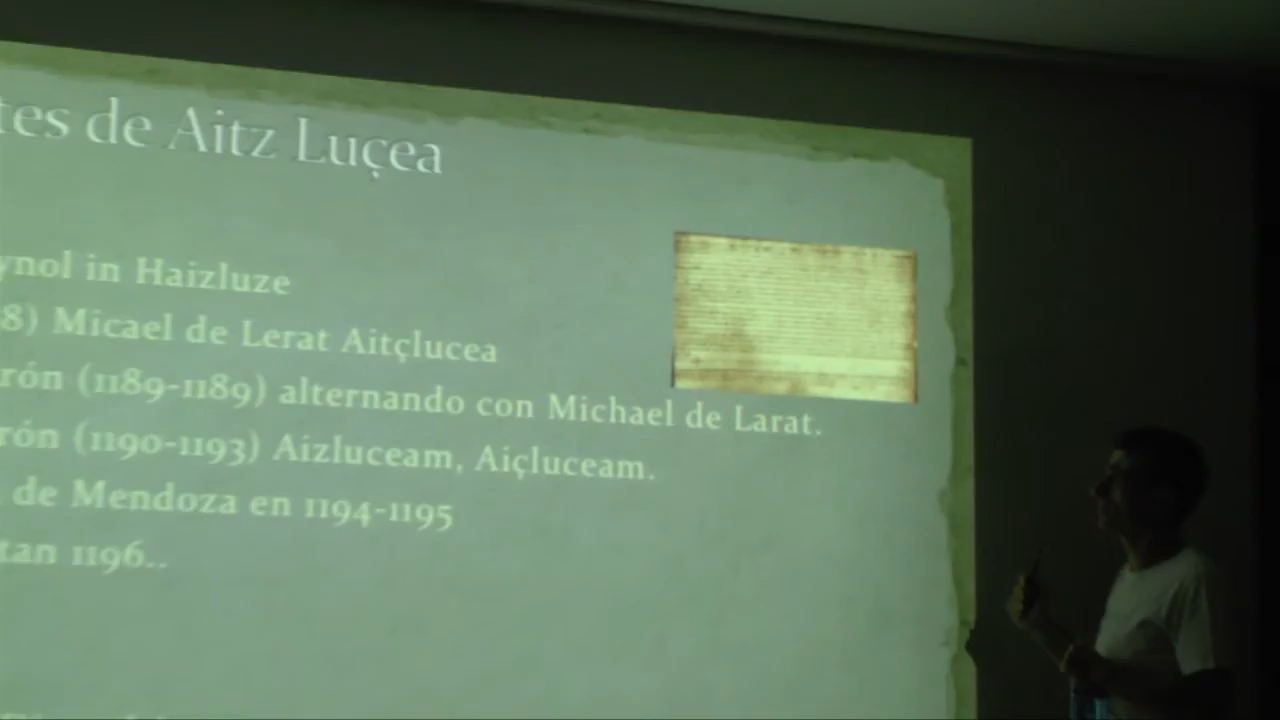 tes de Aitz Luçea
ynol in Haizluze
8) Micael de Lerat Aitçlucea
rón (1189-1189) alternando con Michael de Larat.
rón (1190-1193) Aizluceam, Aiçluceam.
de Mendoza en 1194-1195
tan 1196..